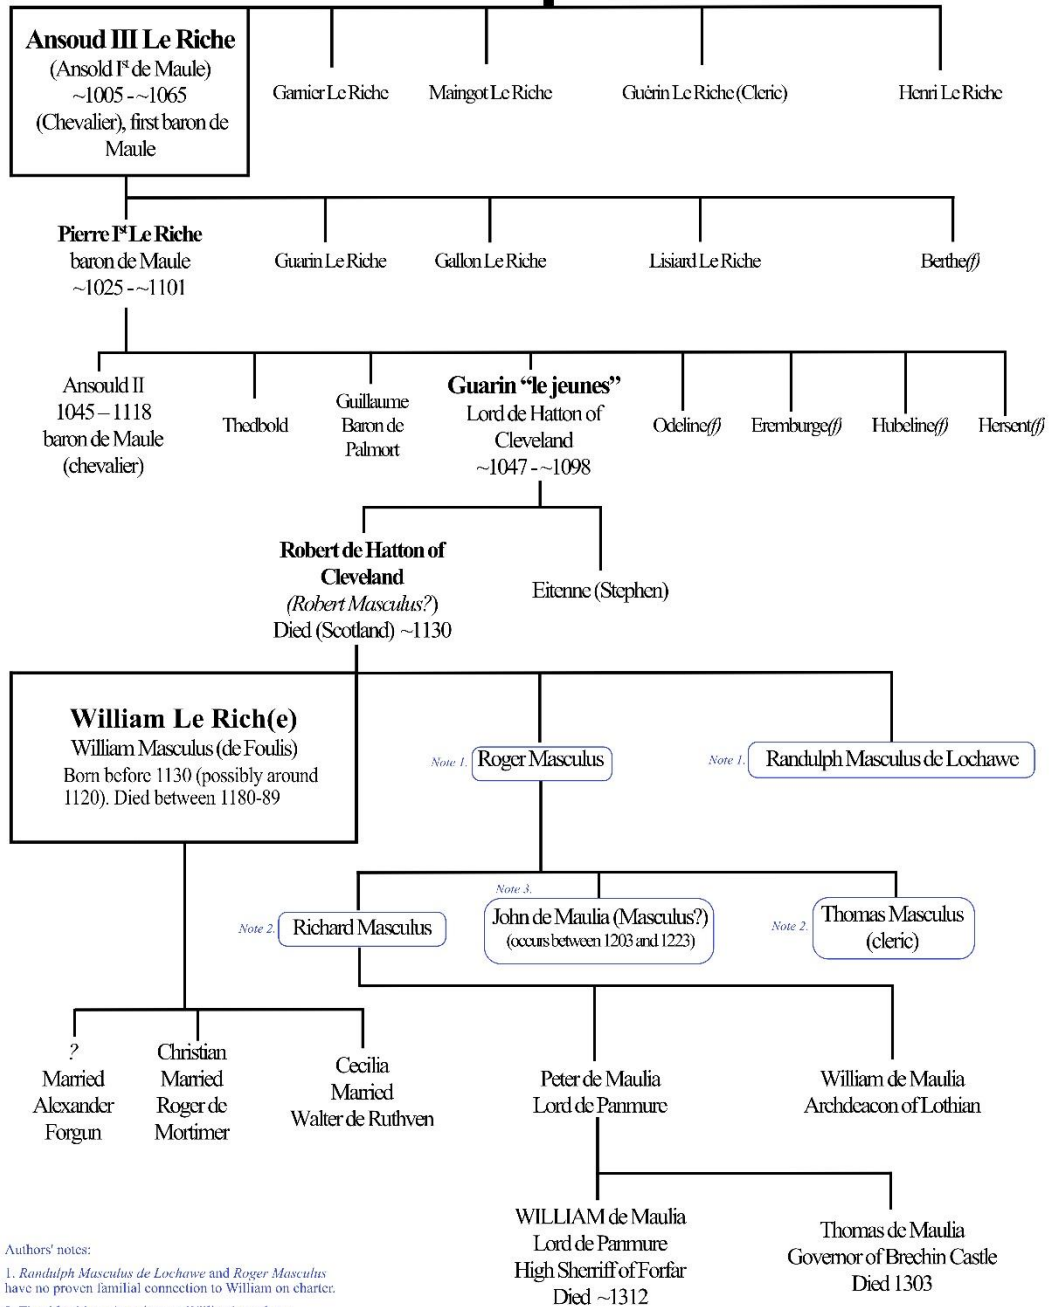 Ansoud III Le Riche
(Ansold Iˢᵗ de Maule)
~1005 - ~1065
(Chevalier), first baron de
Maule
Garnier Le Riche
Maingot Le Riche
Guérin Le Riche (Cleric)
Henri Le Riche
Pierre Iˢᵗ Le Riche
baron de Maule
~1025 - ~1101
Guarin Le Riche
Gallon Le Riche
Lisiard Le Riche
Berthe(f)
Ansould II
1045 – 1118
baron de Maule
(chevalier)
Thedbold
Guillaume
Baron de
Palmort
Guarin “le jeunes”
Lord de Hatton of
Cleveland
~1047 - ~1098
Odeline(f)
Eremburge(f)
Hubeline(f)
Hersent(f)
Robert de Hatton of
Cleveland
(Robert Masculus?)
Died (Scotland) ~1130
Eitenne (Stephen)
William Le Rich(e)
William Masculus (de Foulis)
Born before 1130 (possibly around
1120). Died between 1180-89
Note 1.
Roger Masculus
Note 1.
Randulph Masculus de Lochawe
Note 2.
Richard Masculus
Note 3.
John de Maulia (Masculus?)
(occurs between 1203 and 1223)
Note 2.
Thomas Masculus
(cleric)
?
Married
Alexander
Forgun
Christian
Married
Roger de
Mortimer
Cecilia
Married
Walter de Ruthven
Peter de Maulia
Lord de Panmure
William de Maulia
Archdeacon of Lothian
WILLIAM de Maulia
Lord de Panmure
High Sherriff of Forfar
Died ~1312
Thomas de Maulia
Governor of Brechin Castle
Died 1303
Authors' notes:
1. Randulph Masculus de Lochawe and Roger Masculus
have no proven familial connection to William on charter.